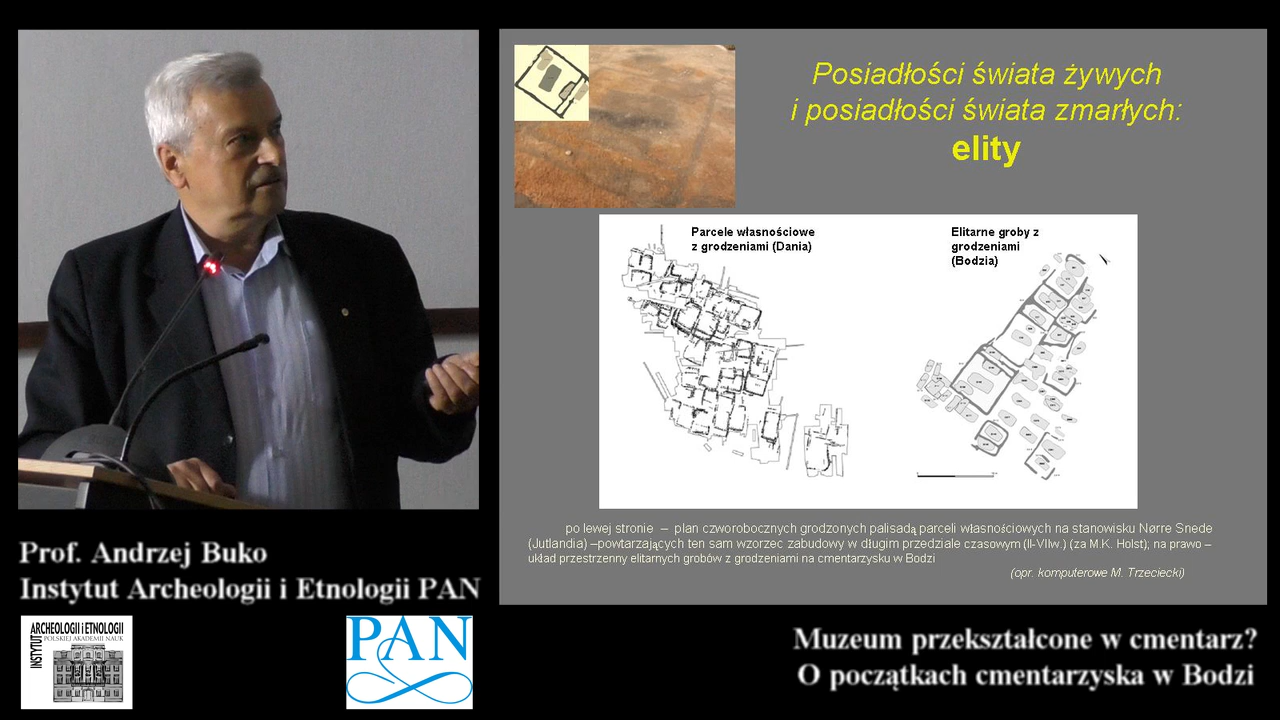 Posiadłości świata żywych
i posiadłości świata zmarłych:
elity
Parcele własnościowe
z grodzeniami (Dania)
Elitarne groby z
grodzeniami
(Bodzia)
po lewej stronie – plan czworobocznych grodzonych palisadą parceli własnościowych na stanowisku Nørre Snede
(Jutlandia) –powtarzających ten sam wzorzec zabudowy w długim przedziale czasowym (II-VIIw.) (za M.K. Holst); na prawo –
układ przestrzenny elitarnych grobów z grodzeniami na cmentarzysku w Bodzi
(opr. komputerowe M. Trzeciecki)
Prof. Andrzej Buko
Instytut Archeologii i Etnologii PAN
INSTYTUT
ARCHEOLOGII i ETNOLOGII
POLSKIEJ AKADEMII NAUK
PAN
Muzeum przekształcone w cmentarz?
O początkach cmentarzyska w Bodzi